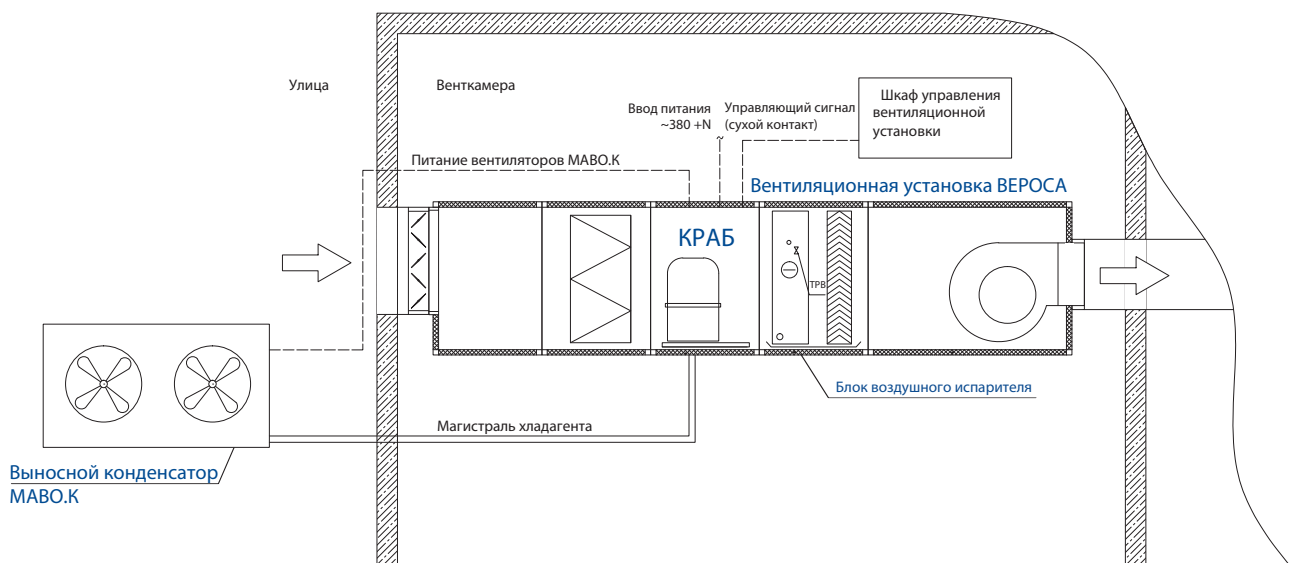 Улица
Венткамера
Ввод питания
~380 +N
Управляющий сигнал
(сухой контакт)
Шкаф управления
вентиляционной
установки
Питание вентиляторов МАВО.К
Вентиляционная установка ВЕРОСА
КРАБ
ТРВ
Блок воздушного испарителя
Магистраль хладагента
Выносной конденсатор
МАВО.К